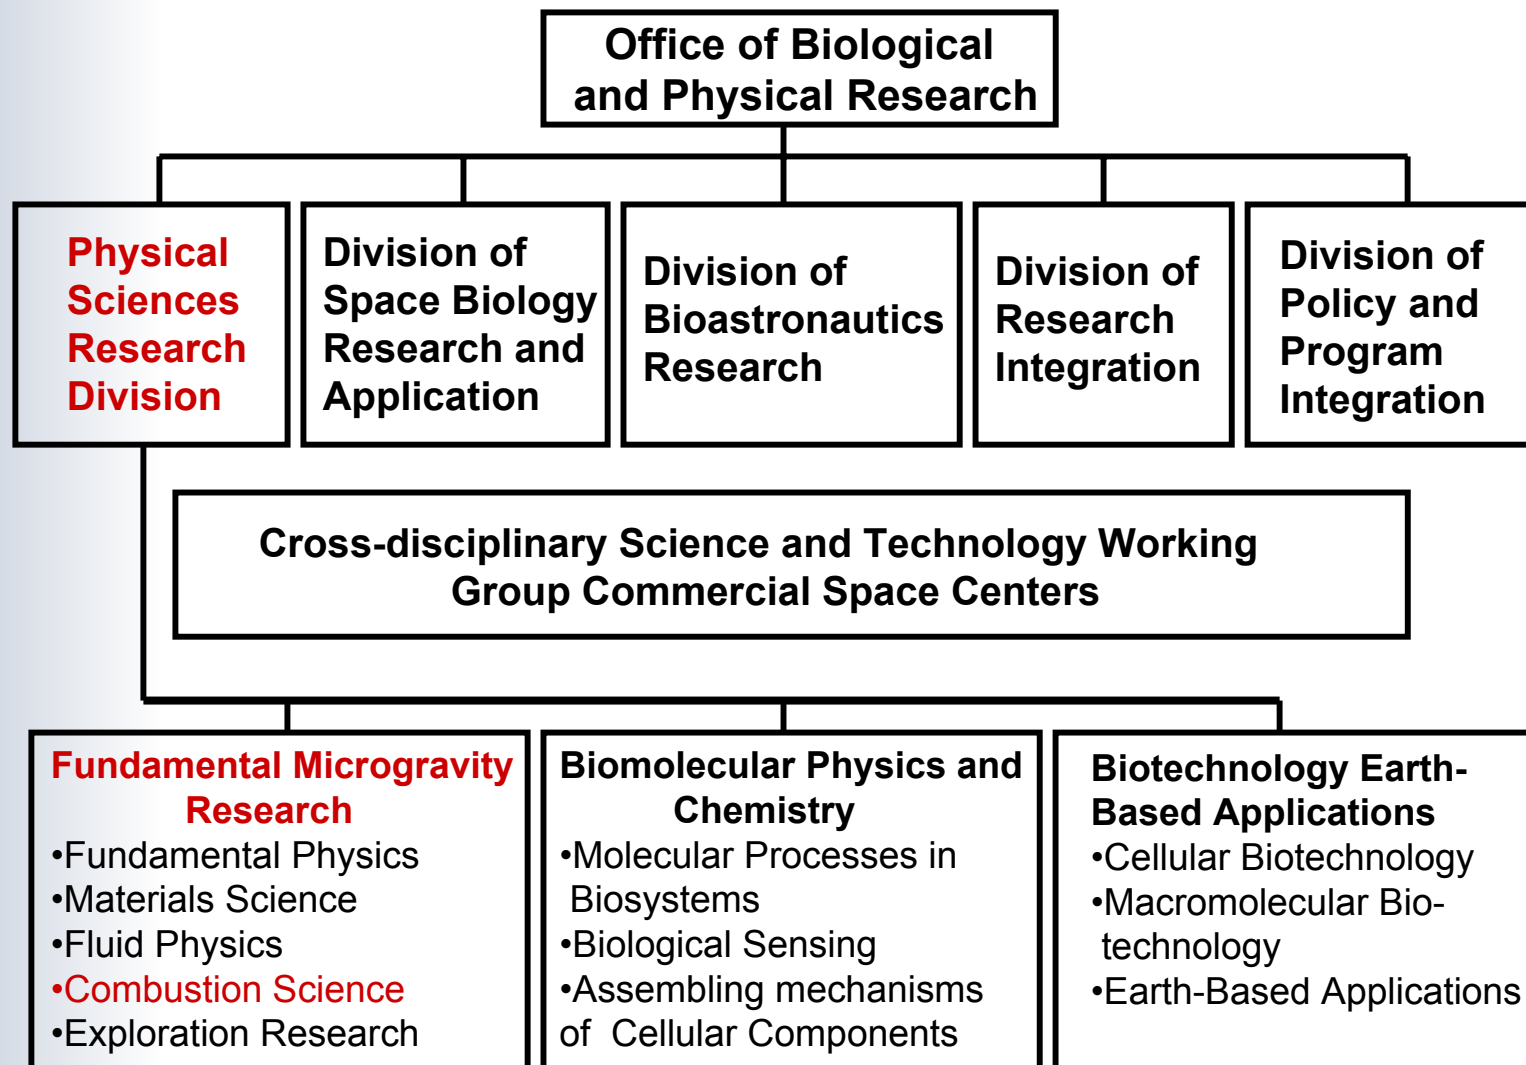 Office of Biological
and Physical Research
Physical
Sciences
Research
Division
Division of
Space Biology
Research and
Application
Division of
Bioastronautics
Research
Division of
Research
Integration
Division of
Policy and
Program
Integration
Cross-disciplinary Science and Technology Working
Group Commercial Space Centers
Fundamental Microgravity
Research
•Fundamental Physics
•Materials Science
•Fluid Physics
•Combustion Science
•Exploration Research
Biomolecular Physics and
Chemistry
•Molecular Processes in
Biosystems
•Biological Sensing
•Assembling mechanisms
of Cellular Components
Biotechnology Earth-
Based Applications
•Cellular Biotechnology
•Macromolecular Bio-
technology
•Earth-Based Applications